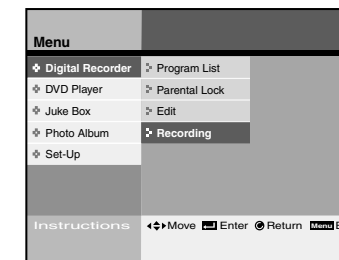 Menu
Digital Recorder
DVD Player
Juke Box
Photo Album
Set-Up
Program List
Parental Lock
Edit
Recording
Instructions
Move Enter Return Menu E